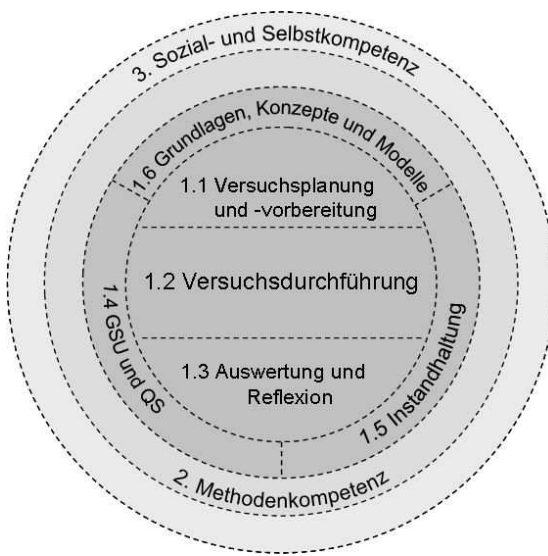 3. Sozial- und Selbstkompetenz
1.6 Grundlagen, Konzepte und Modelle
1.1 Versuchsplanung
und -vorbereitung
1.2 Versuchsdurchführung
1.4 GSU und QS
1.5 Instandhaltung
1.3 Auswertung und
Reflexion
2. Methodenkompetenz